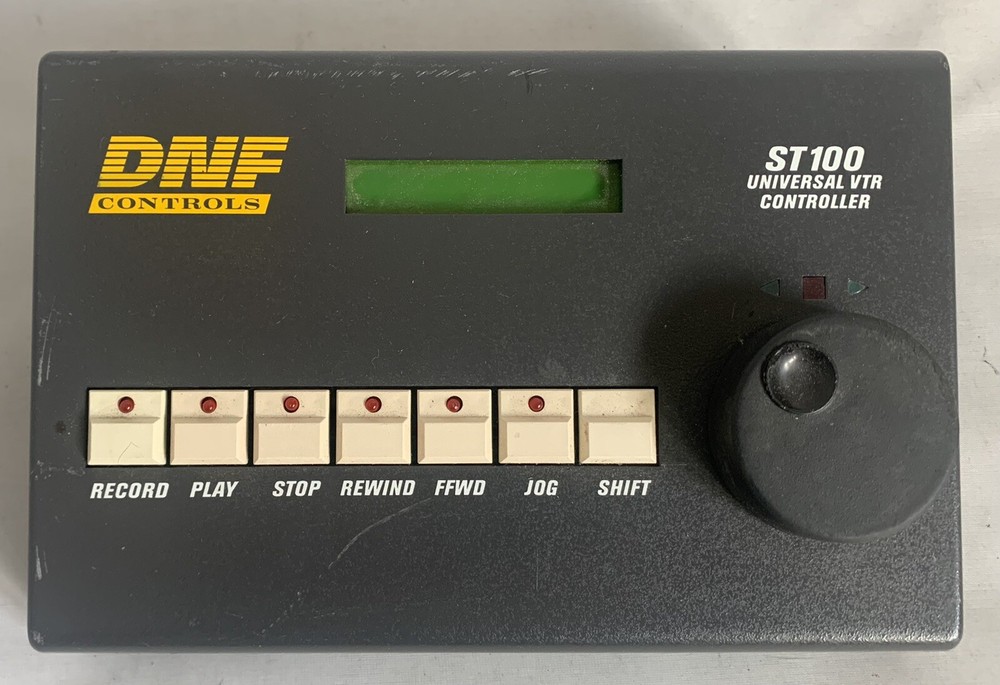 DNF
CONTROLS
ST100
UNIVERSAL VTR
CONTROLLER
RECORD PLAY STOP REWIND FFWD JOG SHIFT